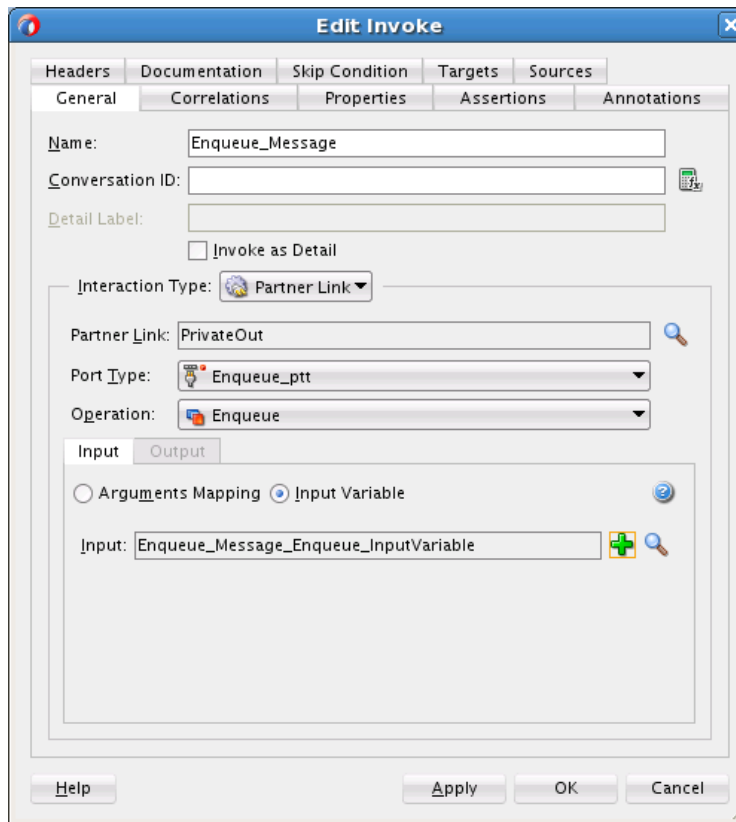 Edit Invoke
Headers Documentation Skip Condition Targets Sources
General Correlations Properties Assertions Annotations
Name: Enqueue_Message
Conversation ID:
Detail Label:
Invoke as Detail
Interaction Type: Partner Link
Partner Link: PrivateOut
Port Type: Enqueue_ptt
Operation: Enqueue
Input Output
Arguments Mapping Input Variable
Input: Enqueue_Message_Enqueue_InputVariable
Help Apply OK Cancel